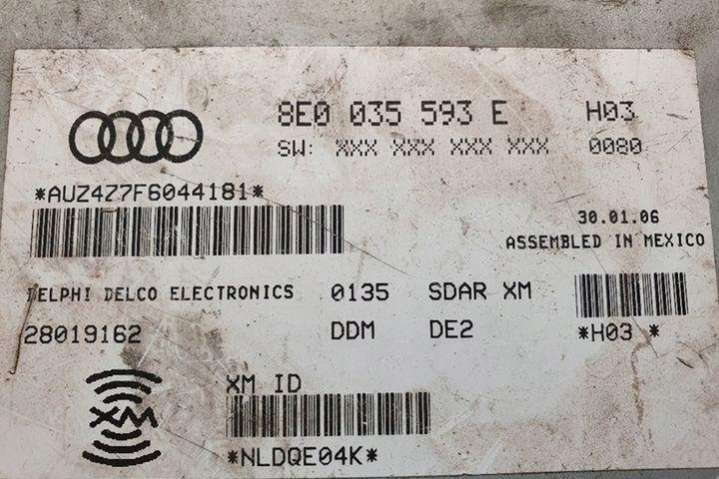 8E0 035 593 E H03
SW: XXX XXX XXX XXX 0080
*AUZ4Z7F6044181*
30.01.06
ASSEMBLED IN MEXICO
DELPHI DELCO ELECTRONICS 0135 SDAR XM
28019162 DDM DE2 *H03 *
XM ID
XM
*NLDQE04K*